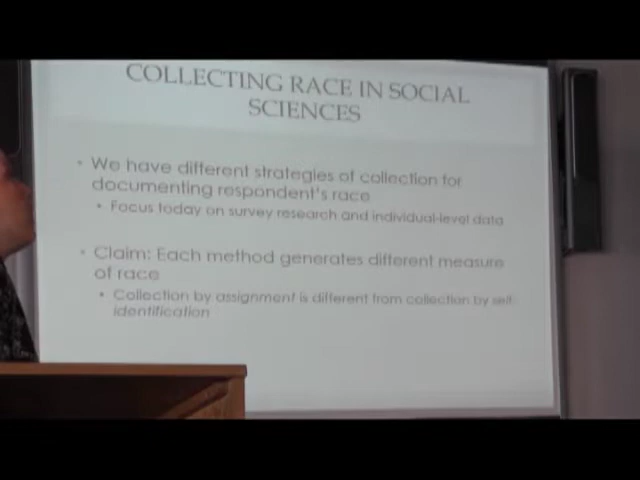 COLLECTING RACE IN SOCIAL
SCIENCES
• We have different strategies of collection for
documenting respondent's race
• Focus today on survey research and individual-level data
• Claim: Each method generates different measure
of race
• Collection by assignment is different from collection by self-
identification